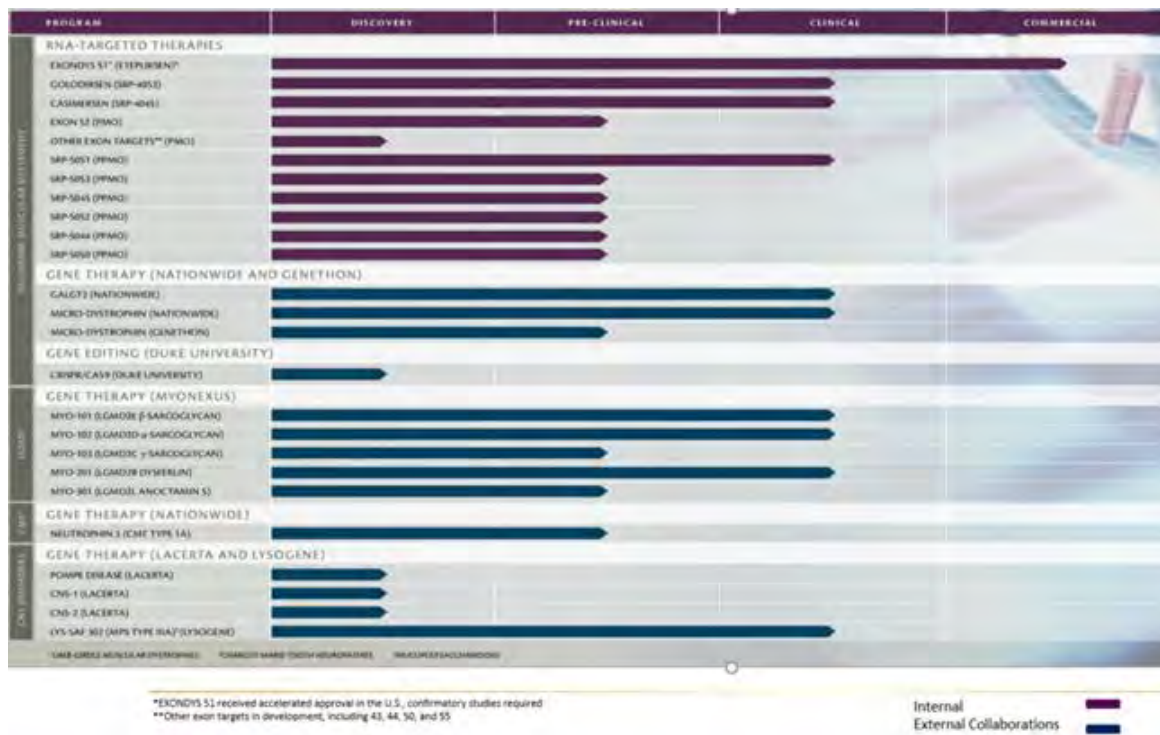 PROGRAM DISCOVERY PRE-CLINICAL CLINICAL COMMERCIAL
RNA-TARGETED THERAPIES
EXONDYS 51* (ETEPLIRSEN)*
GOLODIRSEN (SRP-4053)
CASIMERSEN (SRP-4045)
EXON 52 (PMO)
OTHER EXON TARGETS** (PMO)
SRP-5051 (PPMO)
SRP-5053 (PPMO)
SRP-5045 (PPMO)
SRP-5052 (PPMO)
SRP-5044 (PPMO)
SRP-5050 (PPMO)
GENE THERAPY (NATIONWIDE AND GENETHON)
GALGT2 (NATIONWIDE)
MICRO-DYSTROPHIN (NATIONWIDE)
MICRO-DYSTROPHIN (GENETHON)
GENE EDITING (DUKE UNIVERSITY)
CRISPR/CAS9 (DUKE UNIVERSITY)
GENE THERAPY (MYONEXUS)
MYO-101 (LGMD2E β-SARCOGLYCAN)
MYO-102 (LGMD2D α-SARCOGLYCAN)
MYO-103 (LGMD2C γ-SARCOGLYCAN)
MYO-201 (LGMD2B DYSFERLIN)
MYO-301 (LGMD2L ANOCTAMIN 5)
GENE THERAPY (NATIONWIDE)
NEUTROPHIN 3 (CMT TYPE 1A)
GENE THERAPY (LACERTA AND LYSOGENE)
POMPE DISEASE (LACERTA)
CNS-1 (LACERTA)
CNS-2 (LACERTA)
LYS-SAF 302 (MPS TYPE IIIA) (LYSOGENE)
*EXONDYS 51 received accelerated approval in the U.S., confirmatory studies required
**Other exon targets in development, including 43, 44, 50, and 55
Internal
External Collaborations